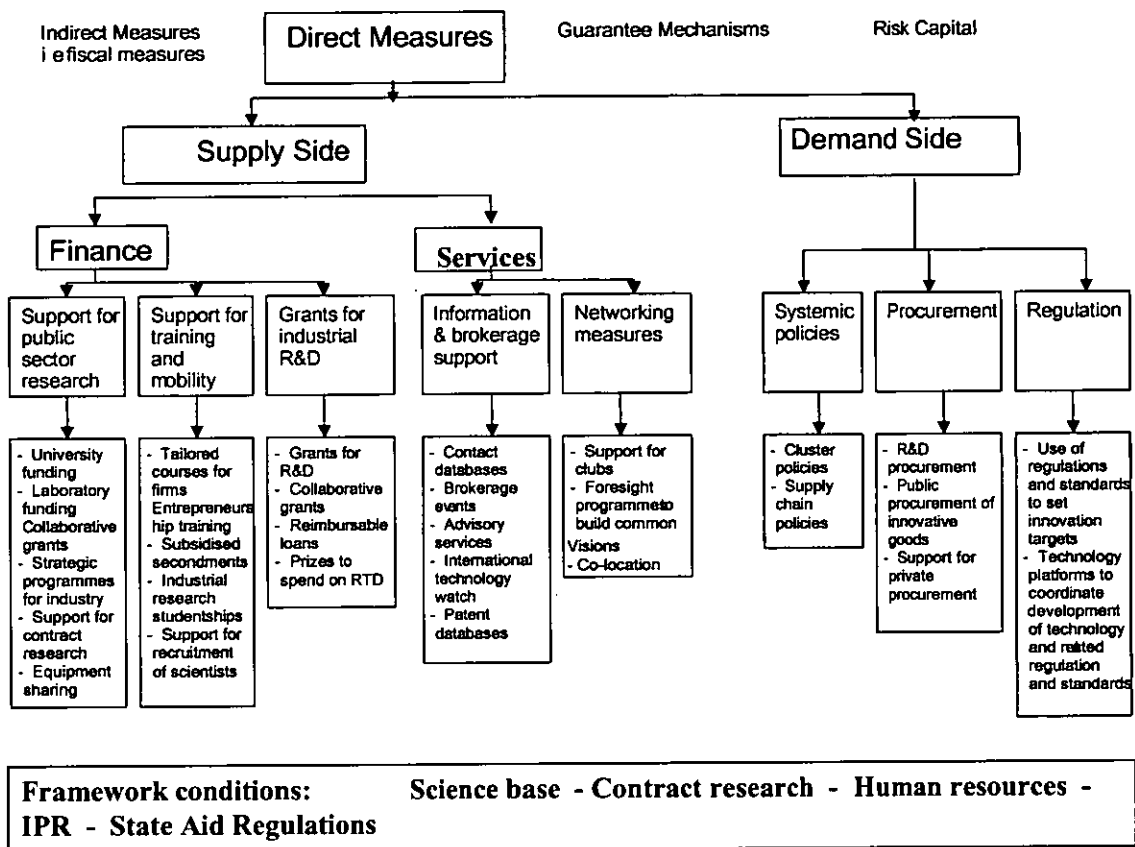 Indirect Measures
i e fiscal measures
Direct Measures
Guarantee Mechanisms
Risk Capital
Supply Side
Demand Side
Finance
Services
Support for
public
sector
research
Support for
training
and
mobility
Grants for
industrial
R&D
Information
& brokerage
support
Networking
measures
Systemic
policies
Procurement
Regulation
- University
funding
- Laboratory
funding
Collaborative
grants
- Strategic
programmes
for industry
- Support for
contract
research
- Equipment
sharing
- Tailored
courses for
firms
Entrepreneurs
hip training
- Subsidised
secondments
- Industrial
research
studentships
- Support for
recruitment
of scientists
- Grants for
R&D
- Collaborative
grants
- Reimbursable
loans
- Prizes to
spend on RTD
- Contact
databases
- Brokerage
events
- Advisory
services
- International
technology
watch
- Patent
databases
- Support for
clubs
- Foresight
programmeto
build common
Visions
- Co-location
- Cluster
policies
- Supply
chain
policies
- R&D
procurement
- Public
procurement of
innovative
goods
- Support for
private
procurement
- Use of
regulations
and standards
to set
innovation
targets
- Technology
platforms to
coordinate
development
of technology
and related
regulation
and standards
Framework conditions: Science base - Contract research - Human resources -
IPR - State Aid Regulations